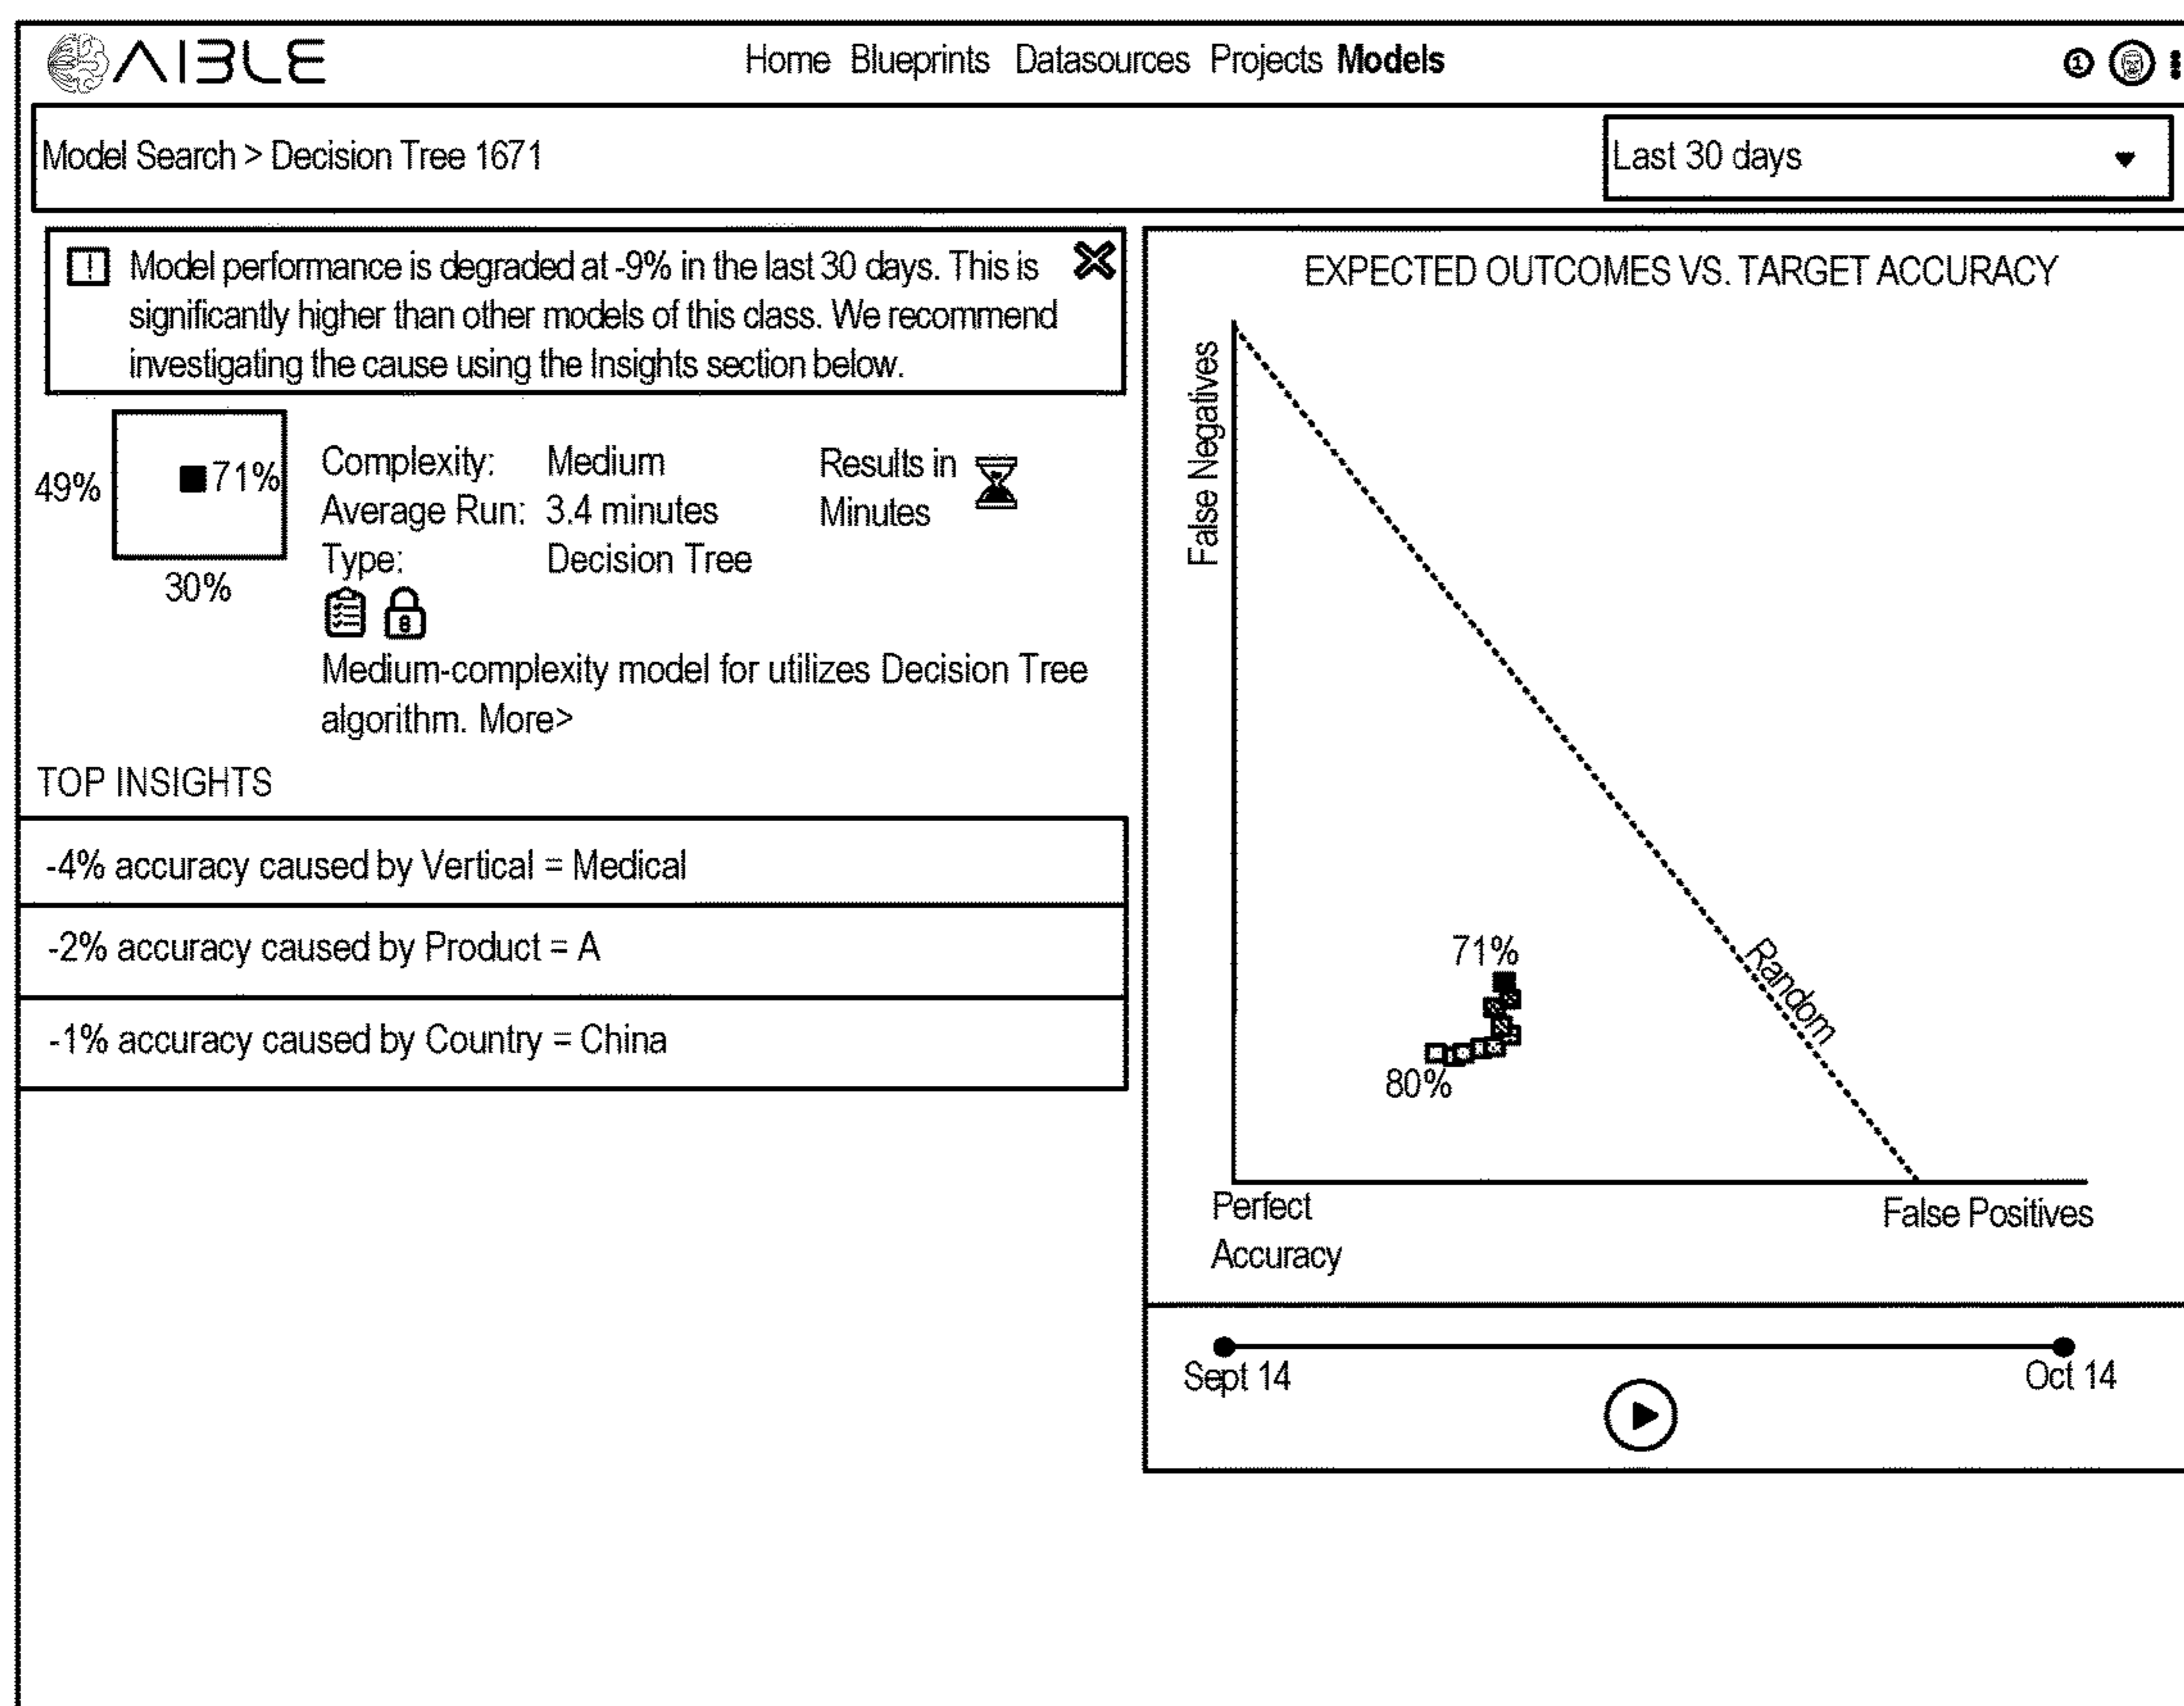 AIBLE
Home Blueprints Datasources Projects Models
1
Model Search > Decision Tree 1671
Last 30 days
! Model performance is degraded at -9% in the last 30 days. This is
significantly higher than other models of this class. We recommend
investigating the cause using the Insights section below.
49%
71%
30%
Complexity: Medium
Average Run: 3.4 minutes
Type: Decision Tree
Results in
Minutes
Medium-complexity model for utilizes Decision Tree
algorithm. More>
TOP INSIGHTS
-4% accuracy caused by Vertical = Medical
-2% accuracy caused by Product = A
-1% accuracy caused by Country = China
EXPECTED OUTCOMES VS. TARGET ACCURACY
False Negatives
Random
71%
80%
Perfect
Accuracy
False Positives
Sept 14
Oct 14